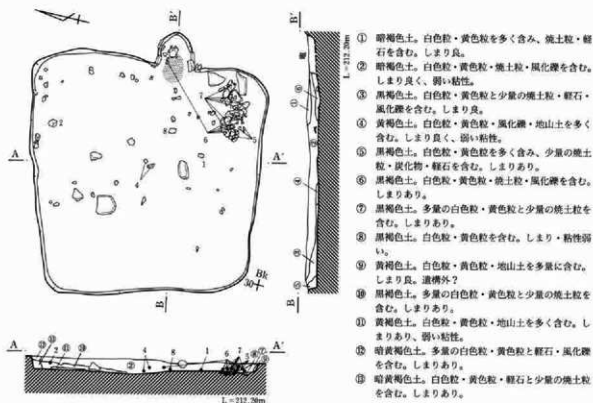 B′
B′
L=212.20m
A
A′
Bk
30
B
B
A
A′
L=212.20m
① 暗褐色土。白色粒・黄色粒を多く含み、焼土粒・軽
石を含む。しまり良。
② 暗褐色土。白色粒・黄色粒・焼土粒・風化礫を含む。
しまり良く、弱い粘性。
③ 黒褐色土。白色粒・黄色粒と少量の焼土粒・軽石・
風化礫を含む。しまり良。
④ 黄褐色土。白色粒・黄色粒・風化礫・地山土を多く
含む。しまり良く、弱い粘性。
⑤ 黒褐色土。白色粒・黄色粒を多く含み、少量の焼土
粒・炭化物・軽石を含む。しまりあり。
⑥ 黒褐色土。白色粒・黄色粒・焼土粒・風化礫を含む。
しまりあり。
⑦ 黒褐色土。多量の白色粒・黄色粒と少量の焼土粒を
含む。しまりあり。
⑧ 黒褐色土。白色粒・黄色粒を含む。しまり・粘性弱
い。
⑨ 黄褐色土。白色粒・黄色粒・地山土を多量に含む。
しまり良。遺構外？
⑩ 黒褐色土。多量の白色粒・黄色粒と少量の焼土粒を
含む。しまりあり。
⑪ 黄褐色土。白色粒・黄色粒・地山土を多く含む。し
まりあり、弱い粘性。
⑫ 暗黄褐色土。多量の白色粒・黄色粒と軽石・風化礫
を含む。しまりあり。
⑬ 暗黄褐色土。白色粒・黄色粒・軽石と少量の焼土粒
を含む。しまりあり。